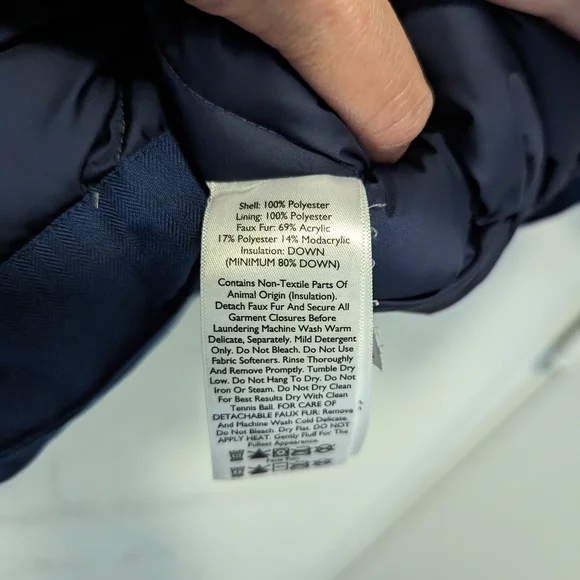 Shell: 100% Polyester
Lining: 100% Polyester
Faux Fur: 69% Acrylic
17% Polyester 14% Modacrylic
Insulation: DOWN
(MINIMUM 80% DOWN)
Contains Non-Textile Parts Of
Animal Origin (Insulation).
Detach Faux Fur And Secure All
Garment Closures Before
Laundering Machine Wash Warm
Delicate, Separately. Mild Detergent
Only. Do Not Bleach. Do Not Use
Fabric Softeners. Rinse Thoroughly
And Remove Promptly. Tumble Dry
Low. Do Not Hang To Dry. Do Not
Iron Or Steam. Do Not Dry Clean
For Best Results Dry With Clean
Tennis Ball. FOR CARE OF
DETACHABLE FAUX FUR: Remove
And Machine Wash Cold Delicate.
Do Not Bleach. Dry Flat. DO NOT
APPLY HEAT. Gently Fluff For The
Fullest Appearance.